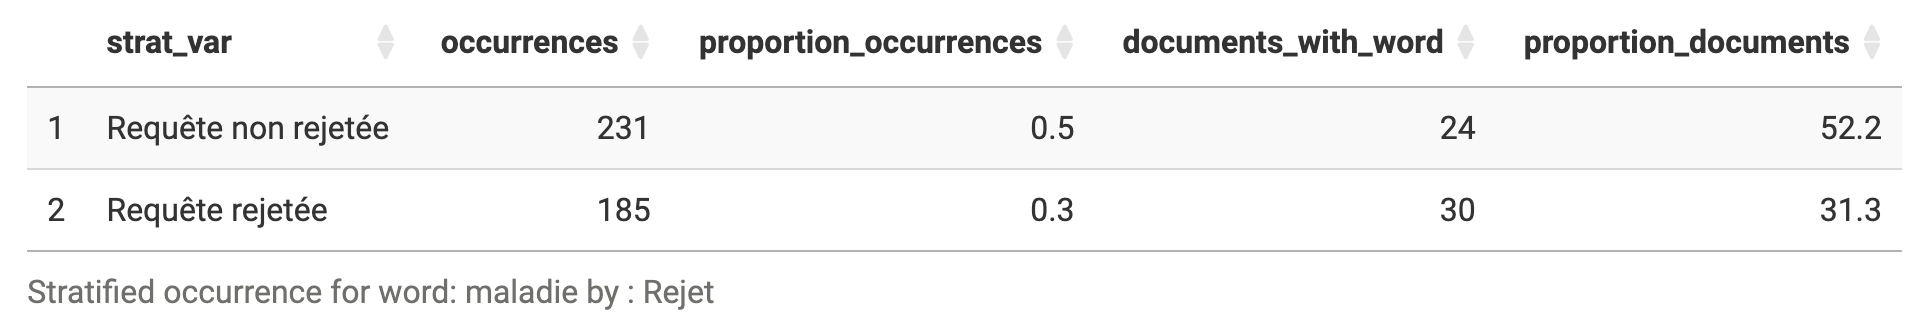 strat_var occurrences proportion_occurrences documents_with_word proportion_documents
1 Requête non rejetée 231 0.5 24 52.2
2 Requête rejetée 185 0.3 30 31.3
Stratified occurrence for word: maladie by : Rejet